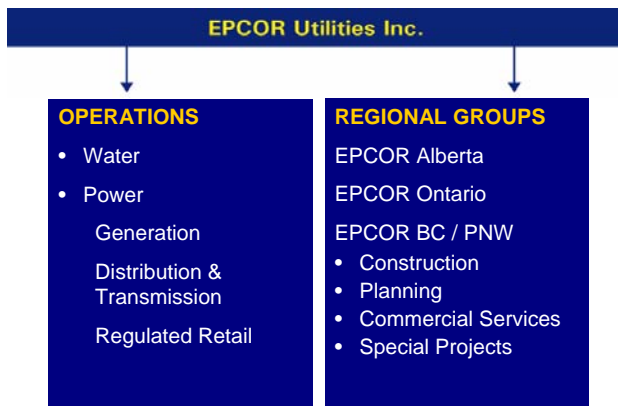 EPCOR Utilities Inc.
OPERATIONS
• Water
• Power
Generation
Distribution &
Transmission
Regulated Retail
REGIONAL GROUPS
EPCOR Alberta
EPCOR Ontario
EPCOR BC / PNW
• Construction
• Planning
• Commercial Services
• Special Projects